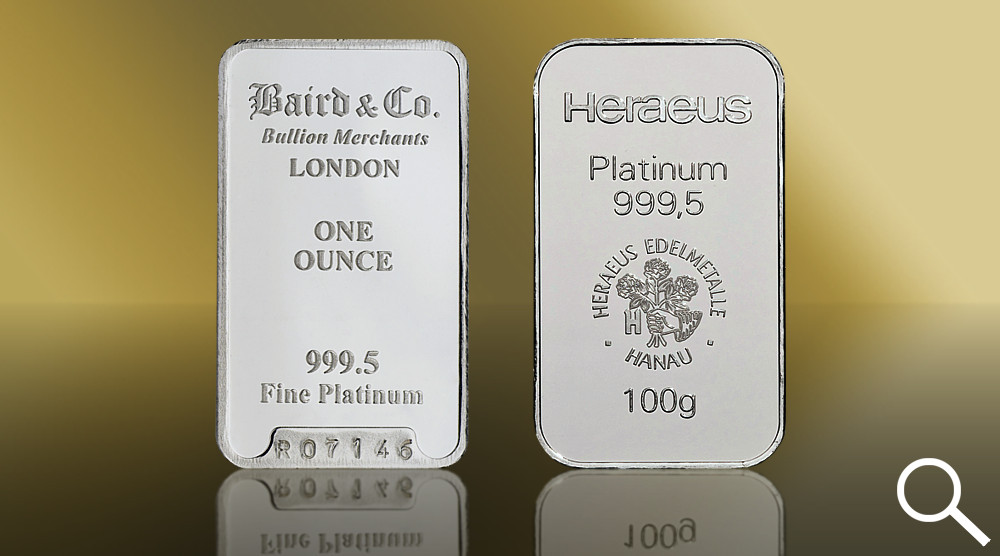 Baird & Co.
Bullion Merchants
LONDON
ONE
OUNCE
999.5
Fine Platinum
R07146
Heraeus
Platinum
999,5
HERAEUS EDELMETALLE
H
HANAU
100g